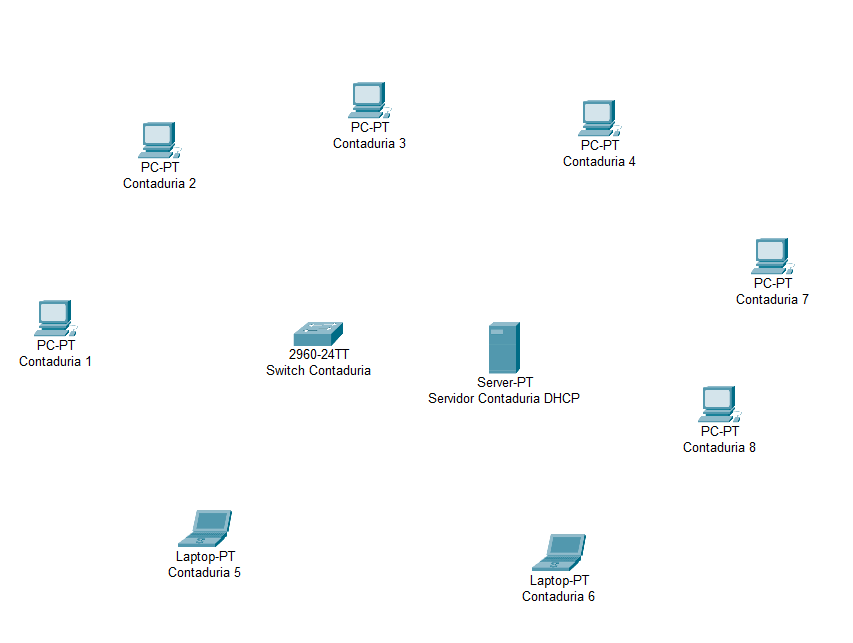 PC-PT
Contaduria 3
PC-PT
Contaduria 4
PC-PT
Contaduria 2
PC-PT
Contaduria 7
PC-PT
Contaduria 1
2960-24TT
Switch Contaduria
Server-PT
Servidor Contaduria DHCP
PC-PT
Contaduria 8
Laptop-PT
Contaduria 5
Laptop-PT
Contaduria 6